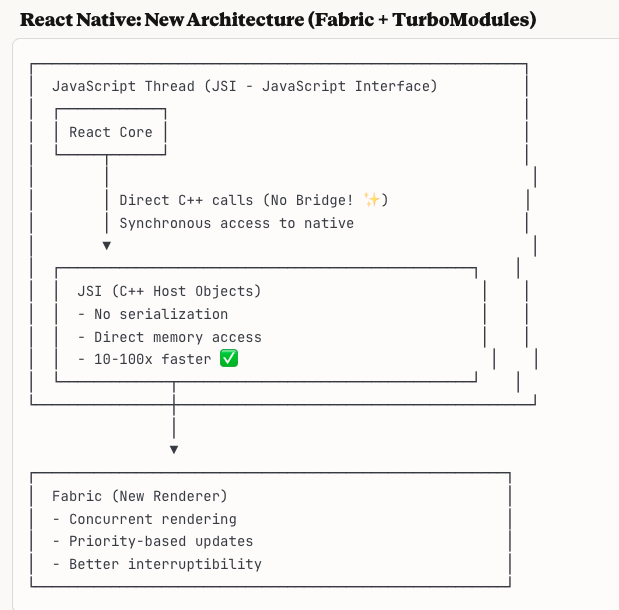 React Native: New Architecture (Fabric + TurboModules)
JavaScript Thread (JSI - JavaScript Interface)
React Core
Direct C++ calls (No Bridge! ✨)
Synchronous access to native
JSI (C++ Host Objects)
- No serialization
- Direct memory access
- 10-100x faster ✅
Fabric (New Renderer)
- Concurrent rendering
- Priority-based updates
- Better interruptibility